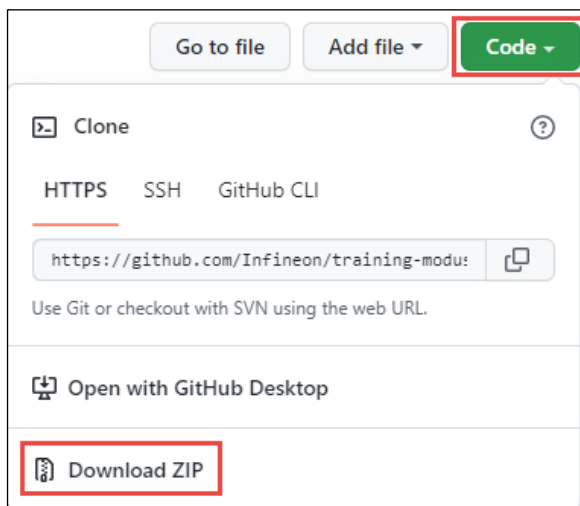 Go to file Add file Code
Clone
HTTPS SSH GitHub CLI
https://github.com/Infineon/training-modus
Use Git or checkout with SVN using the web URL.
Open with GitHub Desktop
Download ZIP